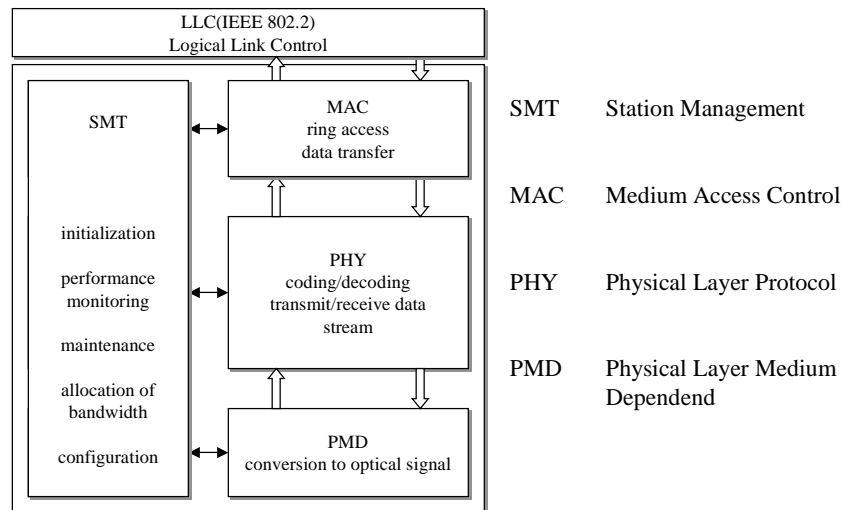 LLC(IEEE 802.2)
Logical Link Control
SMT
initialization
performance
monitoring
maintenance
allocation of
bandwidth
configuration
MAC
ring access
data transfer
PHY
coding/decoding
transmit/receive data
stream
PMD
conversion to optical signal
SMT Station Management
MAC Medium Access Control
PHY Physical Layer Protocol
PMD Physical Layer Medium
Dependend